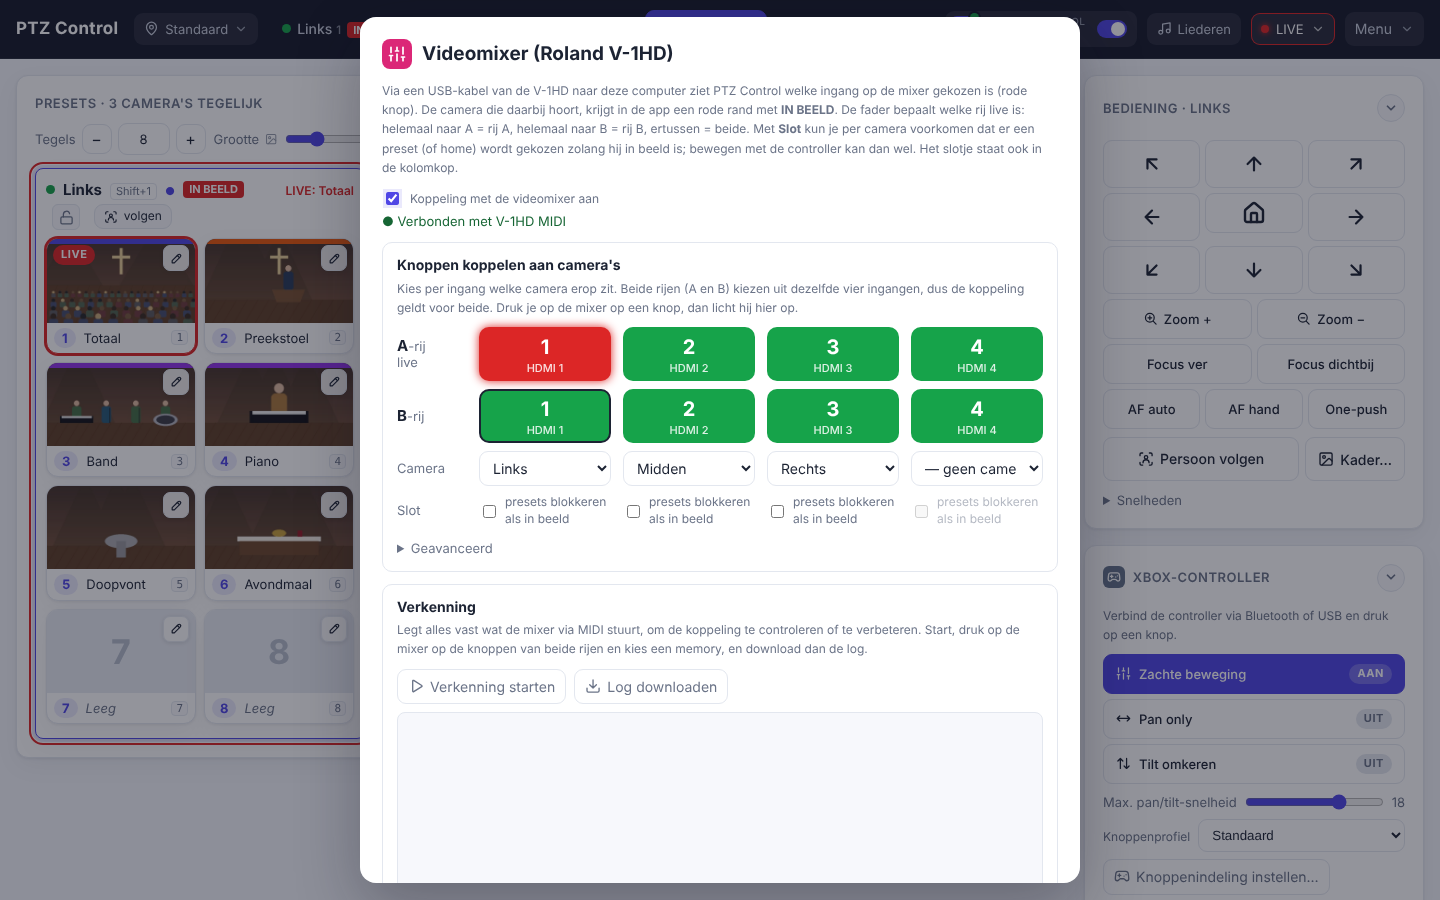 PTZ Control
Standaard
Links 1
Liederen
LIVE
Menu
PRESETS · 3 CAMERA'S TEGELIJK
Tegels − 8 + Grootte
Links Shift+1 IN BEELD LIVE: Totaal
volgen
LIVE
1 Totaal 1
2 Preekstoel 2
3 Band 3
4 Piano 4
5 Doopvont 5
6 Avondmaal 6
7
8
7 Leeg 7
8 Leeg 8
Videomixer (Roland V-1HD)
Via een USB-kabel van de V-1HD naar deze computer ziet PTZ Control welke ingang op de mixer gekozen is (rode
knop). De camera die daarbij hoort, krijgt in de app een rode rand met IN BEELD. De fader bepaalt welke rij live is:
helemaal naar A = rij A, helemaal naar B = rij B, ertussen = beide. Met Slot kun je per camera voorkomen dat er een
preset (of home) wordt gekozen zolang hij in beeld is; bewegen met de controller kan dan wel. Het slotje staat ook in
de kolomkop.
Koppeling met de videomixer aan
Verbonden met V-1HD MIDI
Knoppen koppelen aan camera's
Kies per ingang welke camera erop zit. Beide rijen (A en B) kiezen uit dezelfde vier ingangen, dus de koppeling
geldt voor beide. Druk je op de mixer op een knop, dan licht hij hier op.
A-rij
live
1
HDMI 1
2
HDMI 2
3
HDMI 3
4
HDMI 4
B-rij
1
HDMI 1
2
HDMI 2
3
HDMI 3
4
HDMI 4
Camera
Links
Midden
Rechts
— geen came
Slot
presets blokkeren
als in beeld
presets blokkeren
als in beeld
presets blokkeren
als in beeld
presets blokkeren
als in beeld
Geavanceerd
Verkenning
Legt alles vast wat de mixer via MIDI stuurt, om de koppeling te controleren of te verbeteren. Start, druk op de
mixer op de knoppen van beide rijen en kies een memory, en download dan de log.
Verkenning starten
Log downloaden
BEDIENING · LINKS
Zoom +
Zoom −
Focus ver
Focus dichtbij
AF auto
AF hand
One-push
Persoon volgen
Kader...
Snelheden
XBOX-CONTROLLER
Verbind de controller via Bluetooth of USB en druk
op een knop.
Zachte beweging AAN
Pan only UIT
Tilt omkeren UIT
Max. pan/tilt-snelheid 18
Knoppenprofiel Standaard
Knoppenindeling instellen...